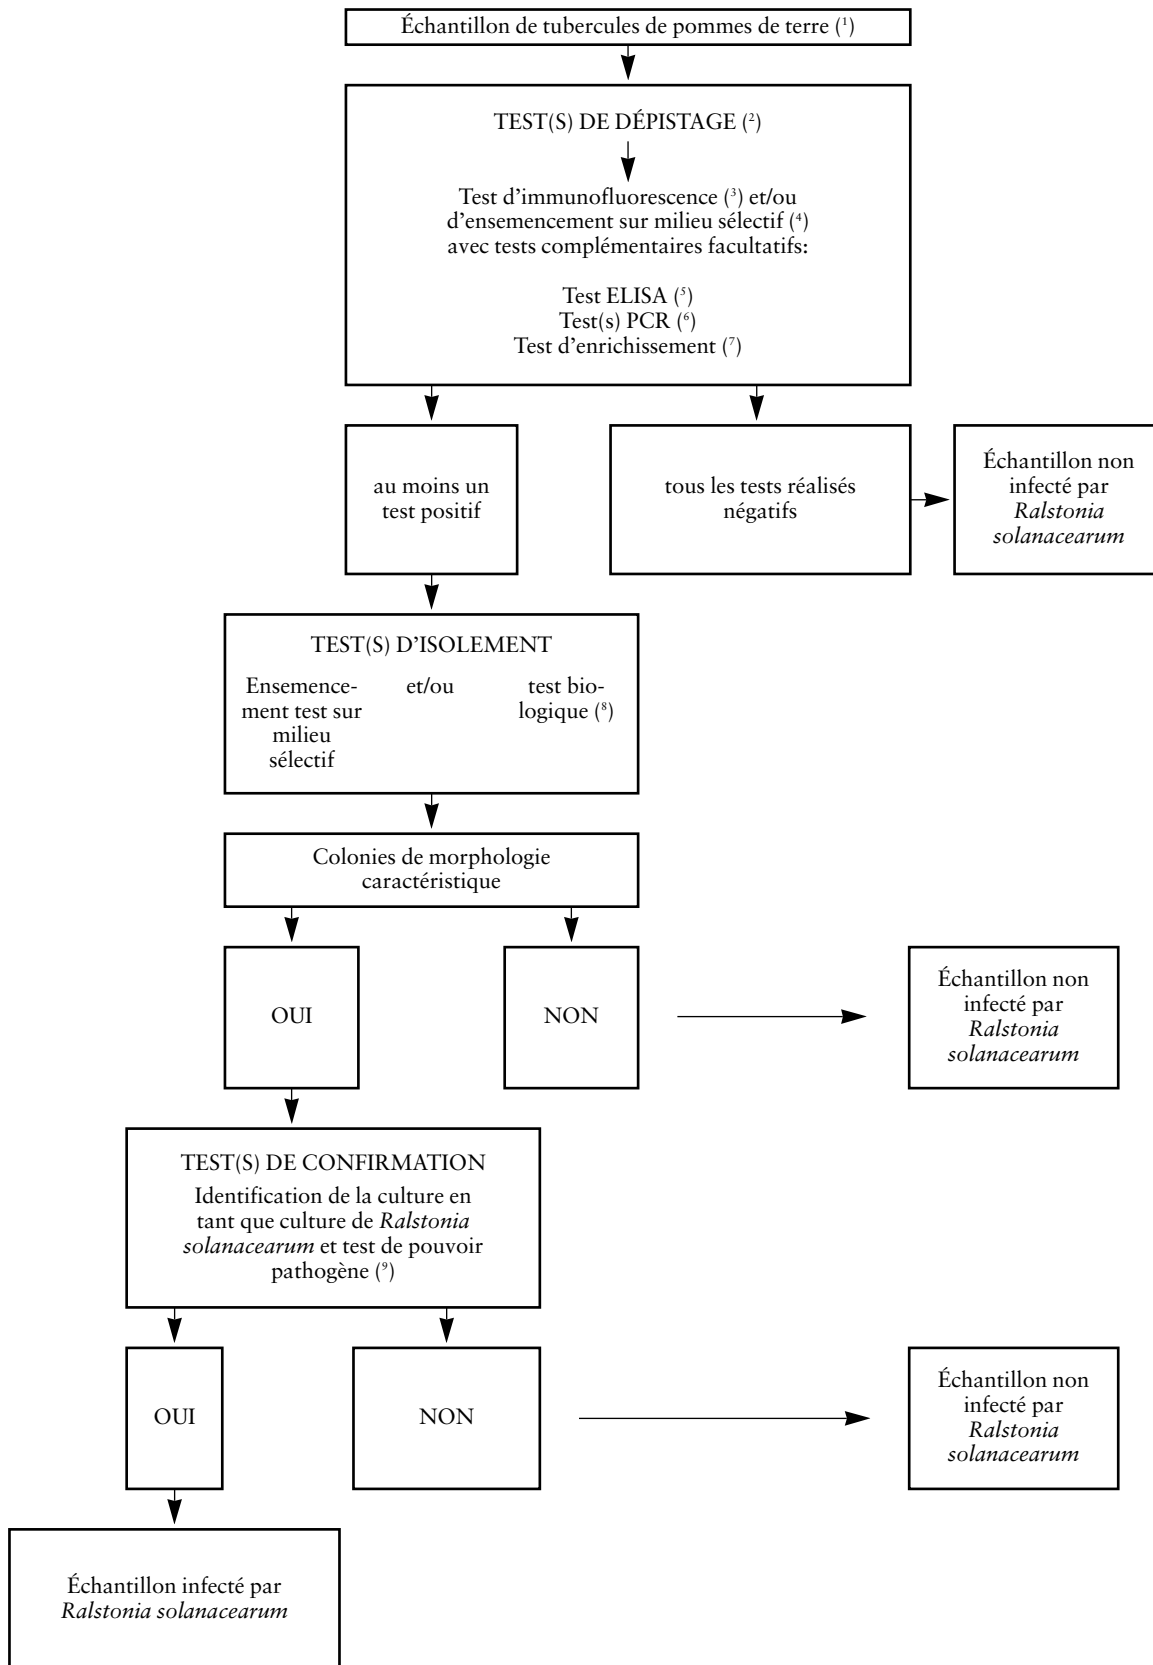 Échantillon de tubercules de pommes de terre (¹)
TEST(S) DE DÉPISTAGE (²)
Test d’immunofluorescence (³) et/ou
d’ensemencement sur milieu sélectif (⁴)
avec tests complémentaires facultatifs:
Test ELISA (⁵)
Test(s) PCR (⁶)
Test d’enrichissement (⁷)
au moins un
test positif
tous les tests réalisés
négatifs
Échantillon non
infecté par
Ralstonia
solanacearum
TEST(S) D’ISOLEMENT
Ensemence-
ment test sur
milieu
sélectif
et/ou
test bio-
logique (⁸)
Colonies de morphologie
caractéristique
OUI
NON
Échantillon non
infecté par
Ralstonia
solanacearum
TEST(S) DE CONFIRMATION
Identification de la culture en
tant que culture de Ralstonia
solanacearum et test de pouvoir
pathogène (⁹)
OUI
NON
Échantillon non
infecté par
Ralstonia
solanacearum
Échantillon infecté par
Ralstonia solanacearum